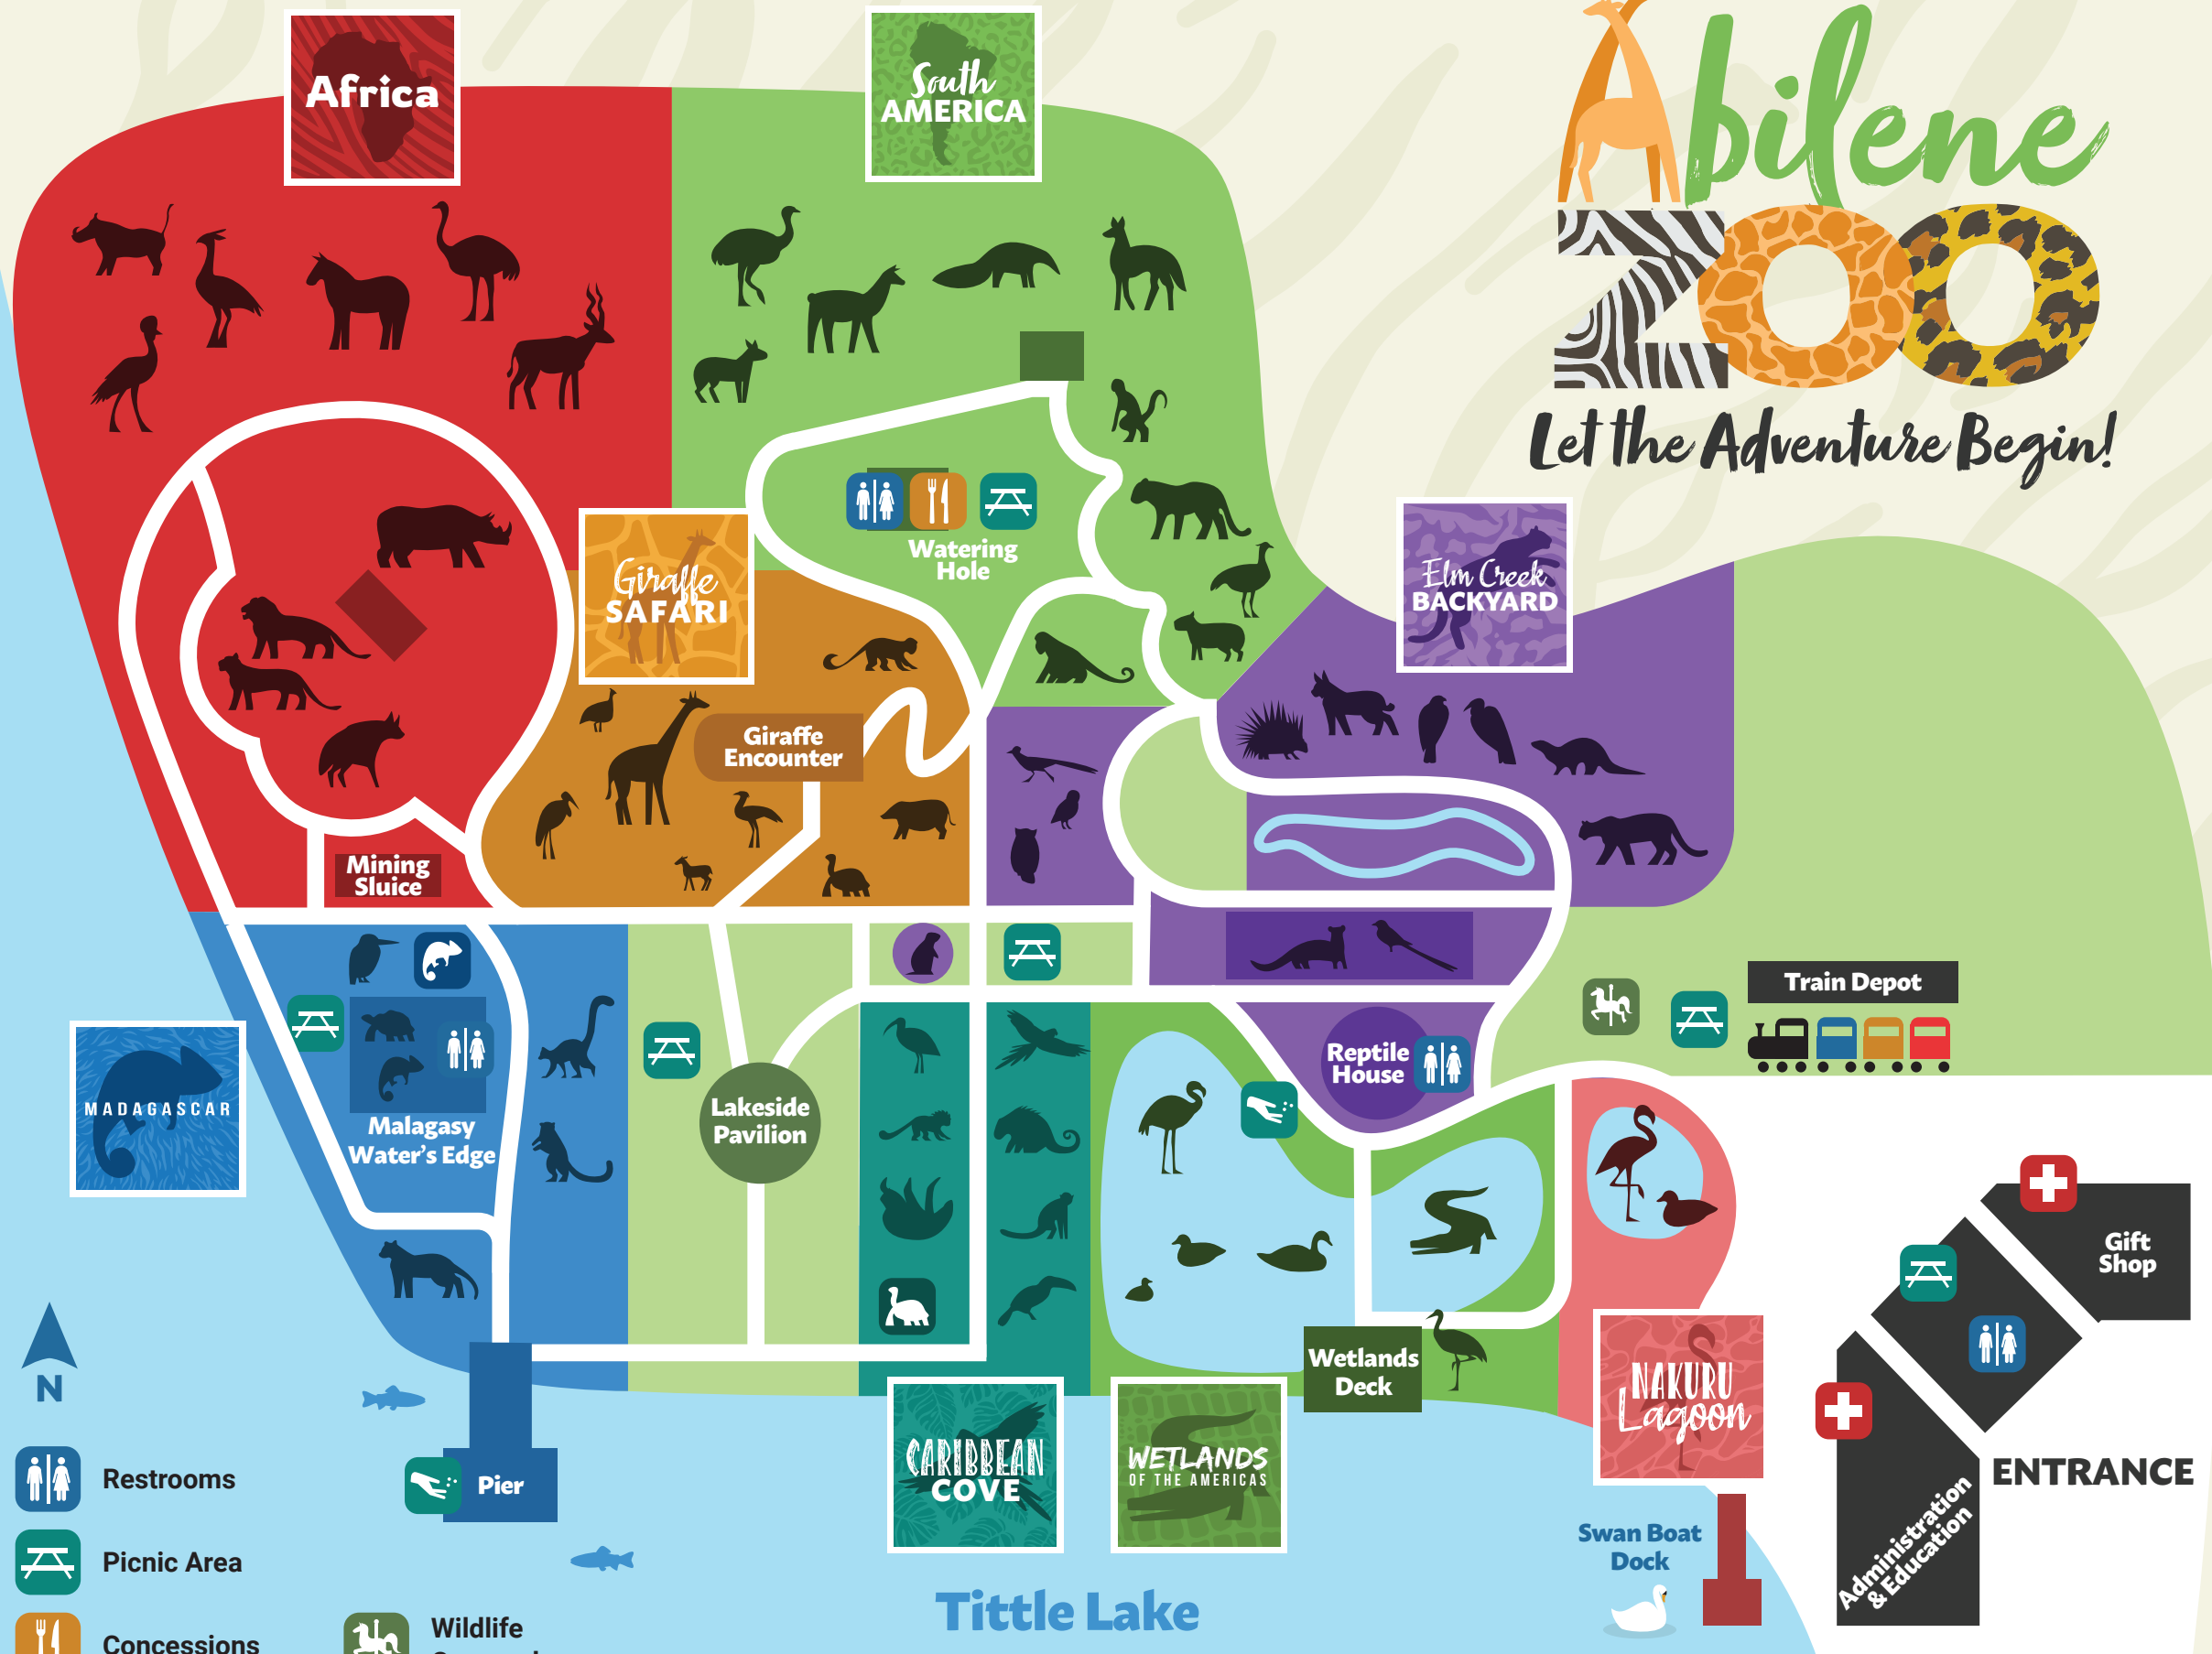 Africa
South
AMERICA
Abilene
ZOO
Let the Adventure Begin!
Watering
Hole
Giraffe
SAFARI
Elm Creek
BACKYARD
Giraffe
Encounter
Mining
Sluice
Train Depot
MADAGASCAR
Malagasy
Water's Edge
Lakeside
Pavilion
Reptile
House
Gift
Shop
Wetlands
Deck
NAKURU
Lagoon
CARIBBEAN
COVE
WETLANDS
OF THE AMERICAS
ENTRANCE
Administration
& Education
Swan Boat
Dock
Pier
N
Restrooms
Picnic Area
Concessions
Wildlife
Tittle Lake